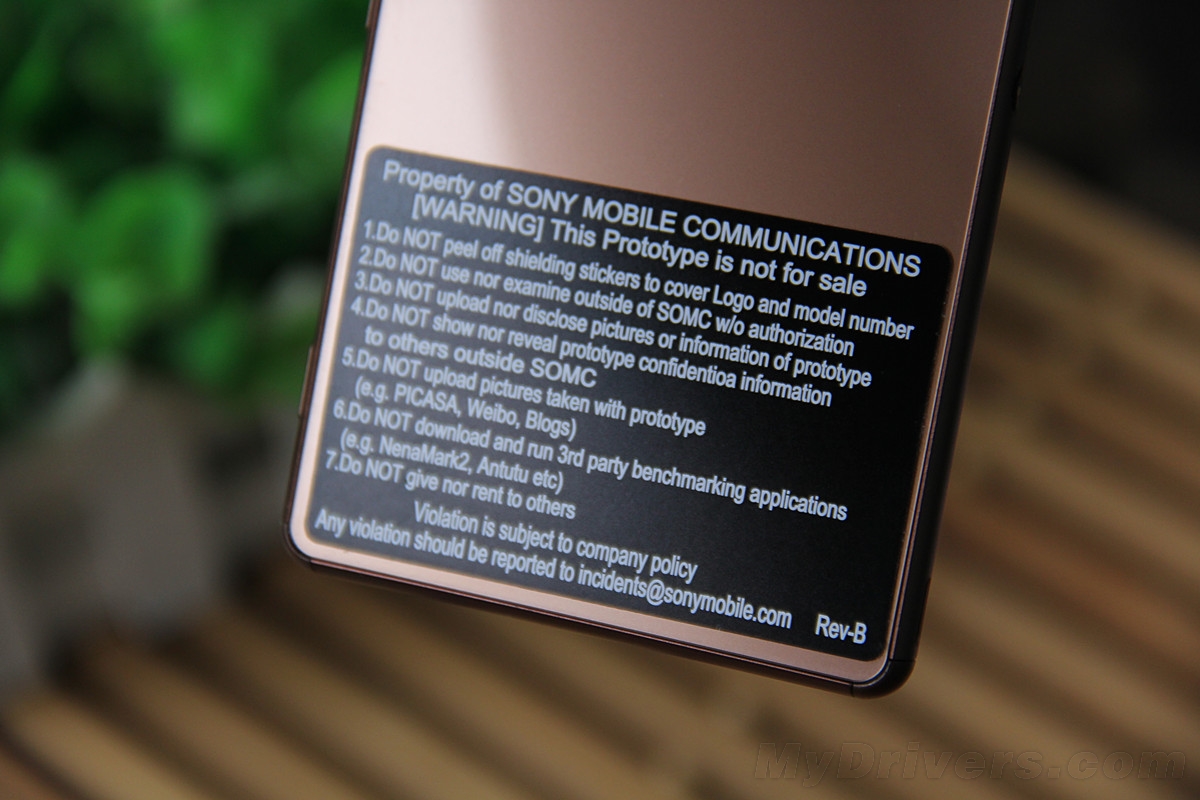 Property of SONY MOBILE COMMUNICATIONS
[WARNING] This Prototype is not for sale
1.Do NOT peel off shielding stickers to cover Logo and model number
2.Do NOT use nor examine outside of SOMC w/o authorization
3.Do NOT upload nor disclose pictures or information of prototype
4.Do NOT show nor reveal prototype confidentioa information
to others outside SOMC
5.Do NOT upload pictures taken with prototype
(e.g. PICASA, Weibo, Blogs)
6.Do NOT download and run 3rd party benchmarking applications
(e.g. NenaMark2, Antutu etc)
7.Do NOT give nor rent to others
Violation is subject to company policy
Any violation should be reported to incidents@sonymobile.com Rev-B
MyDrivers.com